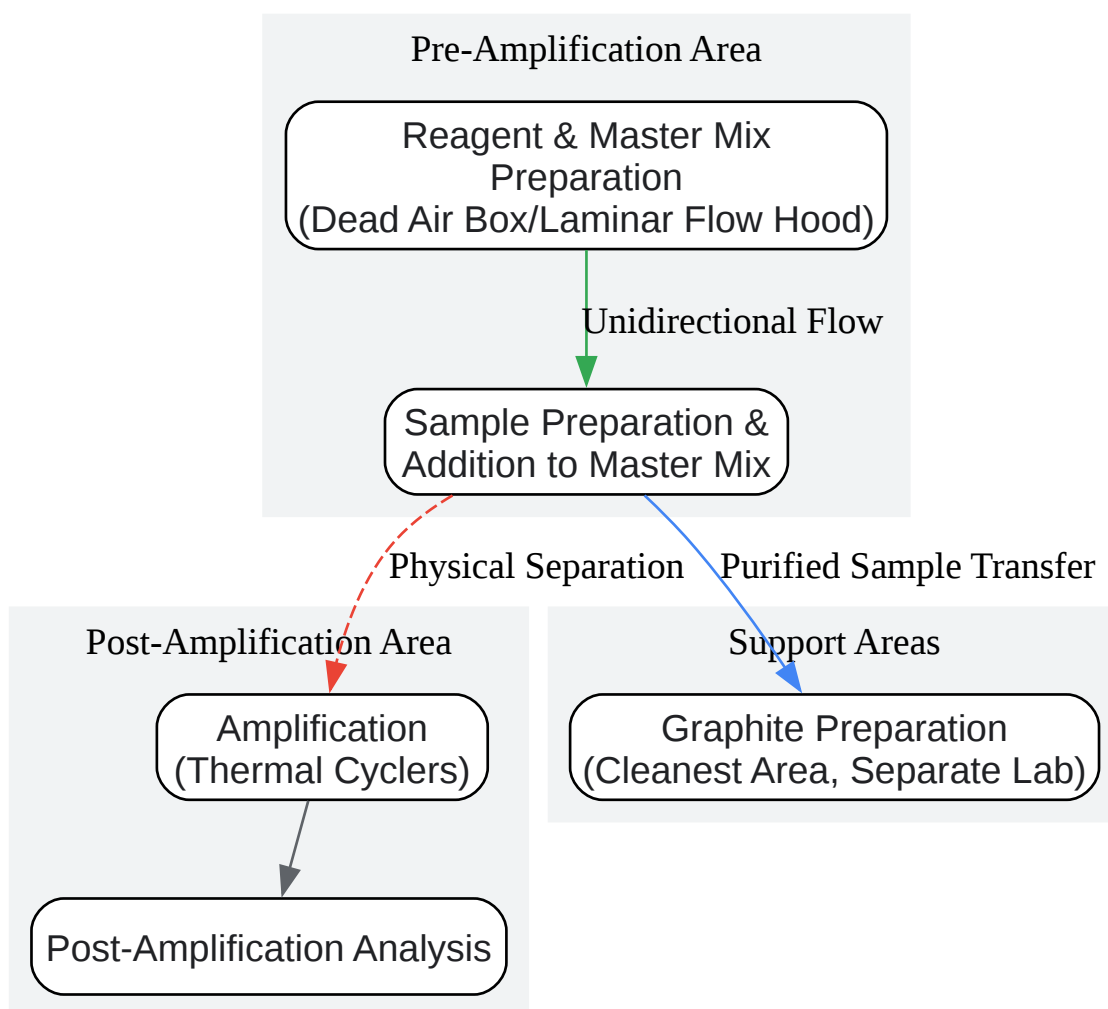 Pre-Amplification Area
Reagent & Master Mix
Preparation
(Dead Air Box/Laminar Flow Hood)
Unidirectional Flow
Sample Preparation &
Addition to Master Mix
Physical Separation
Purified Sample Transfer
Post-Amplification Area
Support Areas
Amplification
(Thermal Cyclers)
Graphite Preparation
(Cleanest Area, Separate Lab)
Post-Amplification Analysis